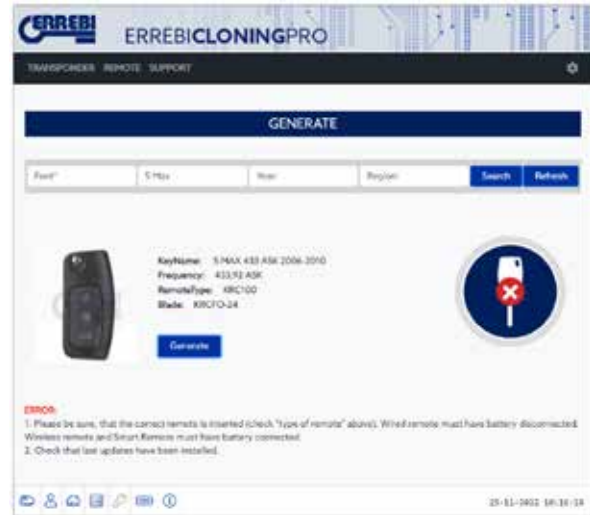 ERREBI
ERREBICLONINGPRO
TRANSPONDER REMOTE SUPPORT
GENERATE
Ford*
S Max
Year
Region
Search
Refresh
KeyName: S MAX 433 ASK 2006-2010
Frequency: 433,92 ASK
RemoteType: KRC100
Blade: KRCFO-24
Generate
ERROR:
1. Please be sure, that the correct remote is inserted (check "type of remote" above). Wired remote must have battery disconnected.
Wireless remote and Smart Remote must have battery connected.
2. Check that last updates have been installed.